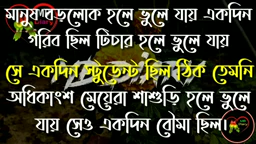 মানুষ বড়লোক হলে ভুলে যায় একদিন
গরিব ছিল টিচার হলে ভুলে যায়
সে একদিন স্টুডেন্ট ছিল ঠিক তেমনি
অধিকাংশ মেয়েরা শাশুড়ি হলে ভুলে
যায় সেও একদিন বৌমা ছিল।